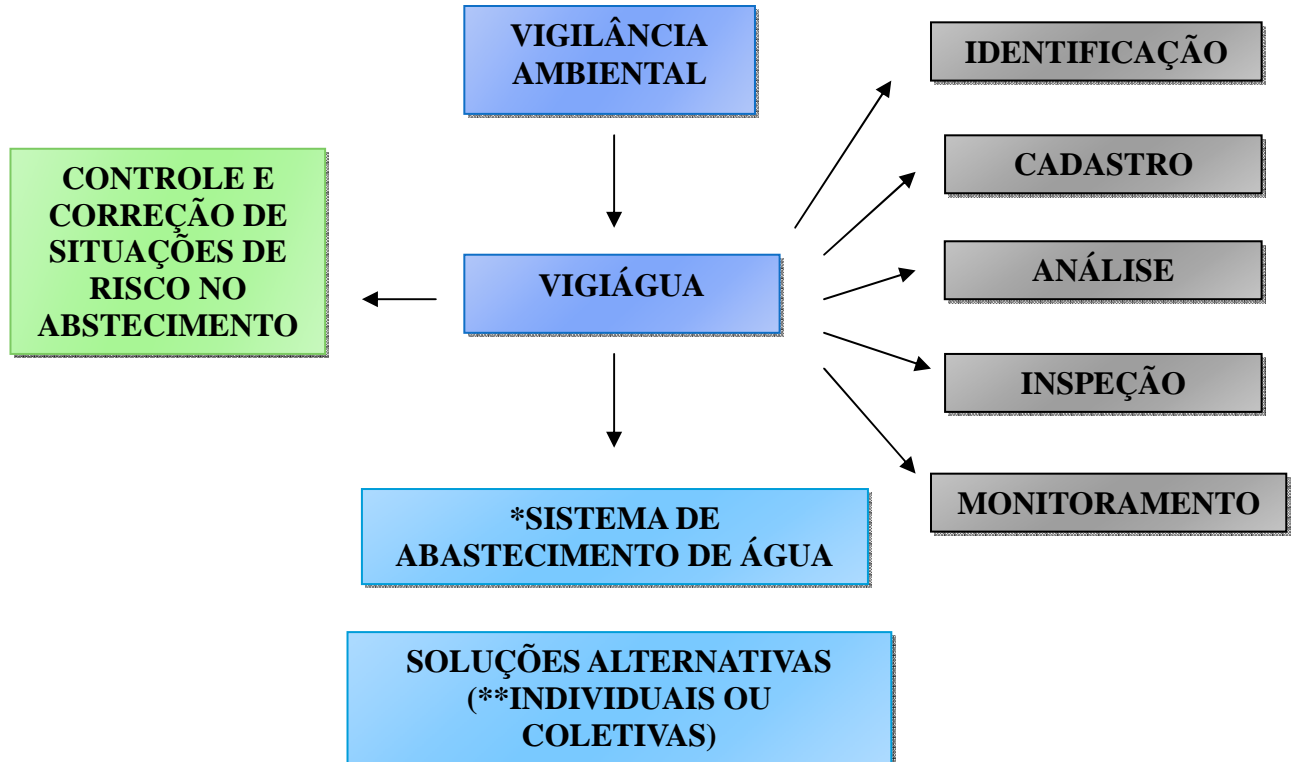 VIGILÂNCIA
AMBIENTAL
IDENTIFICAÇÃO
CADASTRO
CONTROLE E
CORREÇÃO DE
SITUAÇÕES DE
RISCO NO
ABSTECIMENTO
VIGIÁGUA
ANÁLISE
INSPEÇÃO
MONITORAMENTO
*SISTEMA DE
ABASTECIMENTO DE ÁGUA
SOLUÇÕES ALTERNATIVAS
(**INDIVIDUAIS OU
COLETIVAS)